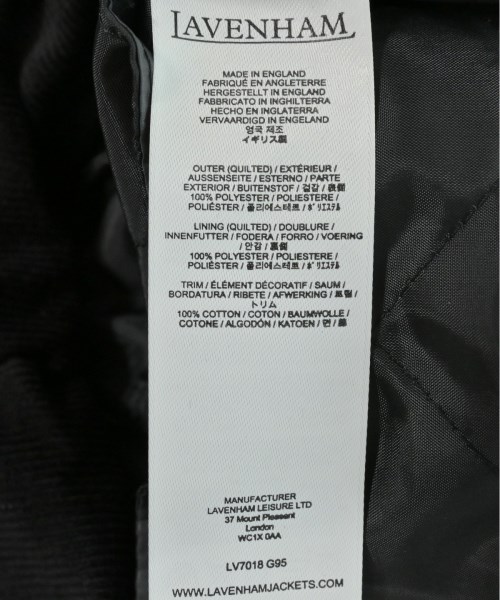 LAVENHAM
MADE IN ENGLAND
FABRIQUÉ EN ANGLETERRE
HERGESTELLT IN ENGLAND
FABBRICATO IN INGHILTERRA
HECHO EN INGLATERRA
VERVAARDIGD IN ENGELAND
영국 제조
イギリス製
OUTER (QUILTED) / EXTÉRIEUR /
AUSSENSEITE / ESTERNO / PARTE
EXTERIOR / BUITENSTOF / 겉감 / 表側
100% POLYESTER / POLIESTERE /
POLIÉSTER / 폴리에스테르 / ポリエステル
LINING (QUILTED) / DOUBLURE /
INNENFUTTER / FODERA / FORRO / VOERING
/ 안감 / 裏側
100% POLYESTER / POLIESTERE /
POLIÉSTER / 폴리에스테르 / ポリエステル
TRIM / ÉLÉMENT DÉCORATIF / SAUM /
BORDATURA / RIBETE / AFWERKING / 트림 /
トリム
100% COTTON / COTON / BAUMWOLLE /
COTONE / ALGODÓN / KATOEN / 면 / 綿
MANUFACTURER
LAVENHAM LEISURE LTD
37 Mount Pleasant
London
WC1X 0AA
LV7018 G95
WWW.LAVENHAMJACKETS.COM